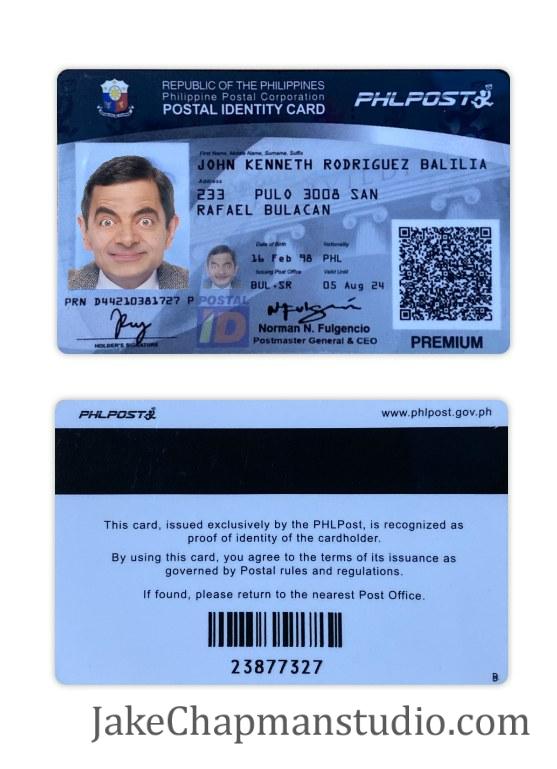 REPUBLIC OF THE PHILIPPINES
Philippine Postal Corporation
POSTAL IDENTITY CARD
PHLPOST
First Name, Middle Name, Surname, Suffix
JOHN KENNETH RODRIGUEZ BALILIA
Address
233 PULO 3008 SAN
RAFAEL BULACAN
Date of Birth Nationality
16 Feb 98 PHL
Issuing Post Office Valid Until
BUL-SR 05 Aug 24
PRN D44210381727 P
POSTAL
iD
HOLDER'S SIGNATURE
Norman N. Fulgencio
Postmaster General & CEO
PREMIUM
PHLPOST
www.phlpost.gov.ph
This card, issued exclusively by the PHLPost, is recognized as
proof of identity of the cardholder.
By using this card, you agree to the terms of its issuance as
governed by Postal rules and regulations.
If found, please return to the nearest Post Office.
23877327
B
JakeChapmanstudio.com